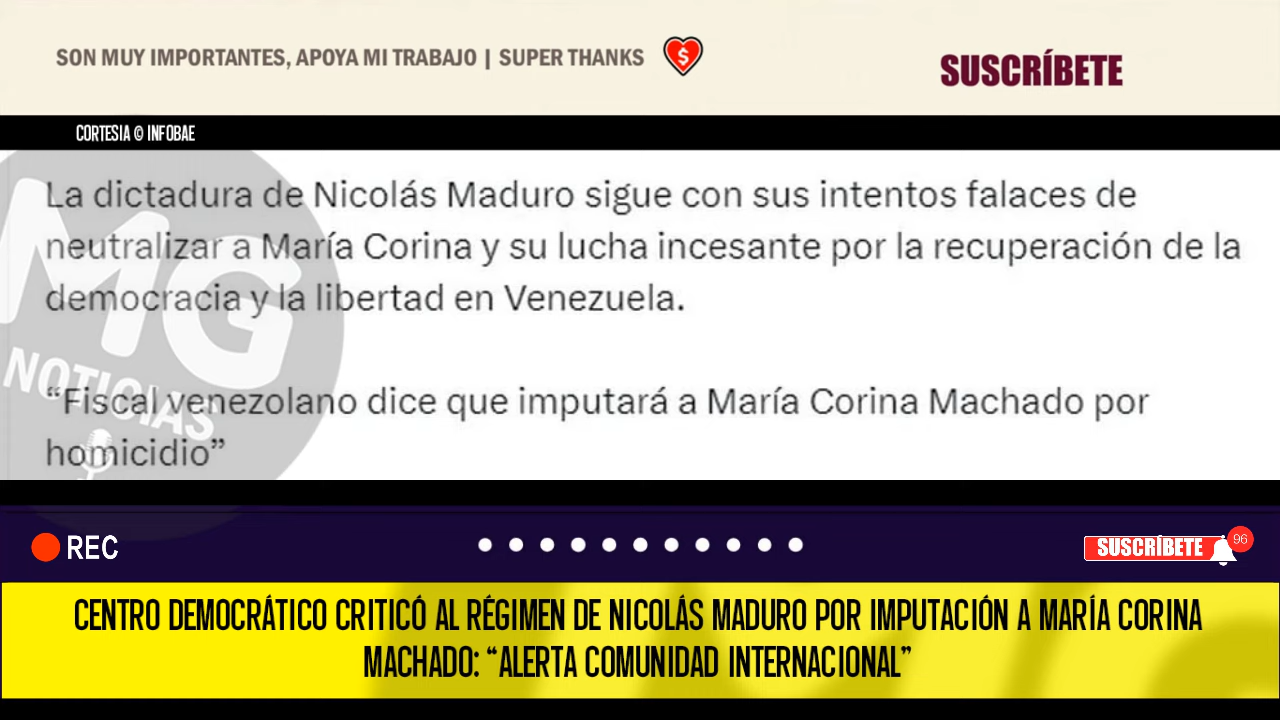 SON MUY IMPORTANTES, APOYA MI TRABAJO | SUPER THANKS
SUSCRÍBETE
CORTESIA © INFOBAE
La dictadura de Nicolás Maduro sigue con sus intentos falaces de
neutralizar a María Corina y su lucha incesante por la recuperación de la
democracia y la libertad en Venezuela.
“Fiscal venezolano dice que imputará a María Corina Machado por
homicidio”
MG
NOTICIAS
REC
SUSCRÍBETE
96
CENTRO DEMOCRÁTICO CRITICÓ AL RÉGIMEN DE NICOLÁS MADURO POR IMPUTACIÓN A MARÍA CORINA
MACHADO: “ALERTA COMUNIDAD INTERNACIONAL”